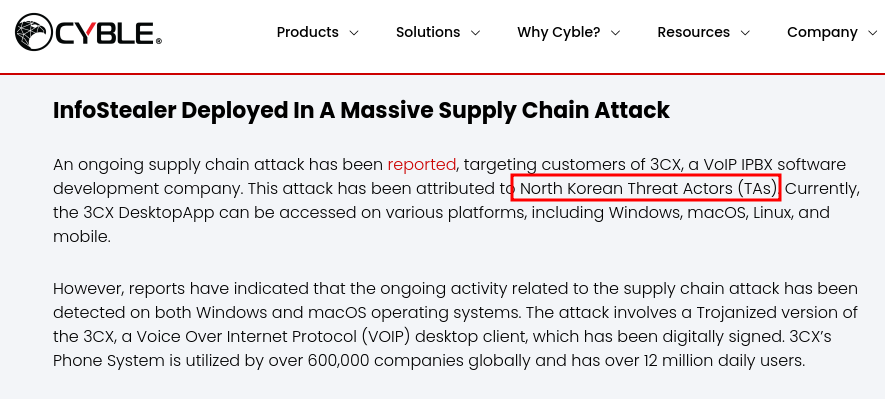 CYBLE®
Products Solutions Why Cyble? Resources Company
InfoStealer Deployed In A Massive Supply Chain Attack
An ongoing supply chain attack has been reported, targeting customers of 3CX, a VoIP IPBX software
development company. This attack has been attributed to North Korean Threat Actors (TAs). Currently,
the 3CX DesktopApp can be accessed on various platforms, including Windows, macOS, Linux, and
mobile.
However, reports have indicated that the ongoing activity related to the supply chain attack has been
detected on both Windows and macOS operating systems. The attack involves a Trojanized version of
the 3CX, a Voice Over Internet Protocol (VOIP) desktop client, which has been digitally signed. 3CX’s
Phone System is utilized by over 600,000 companies globally and has over 12 million daily users.